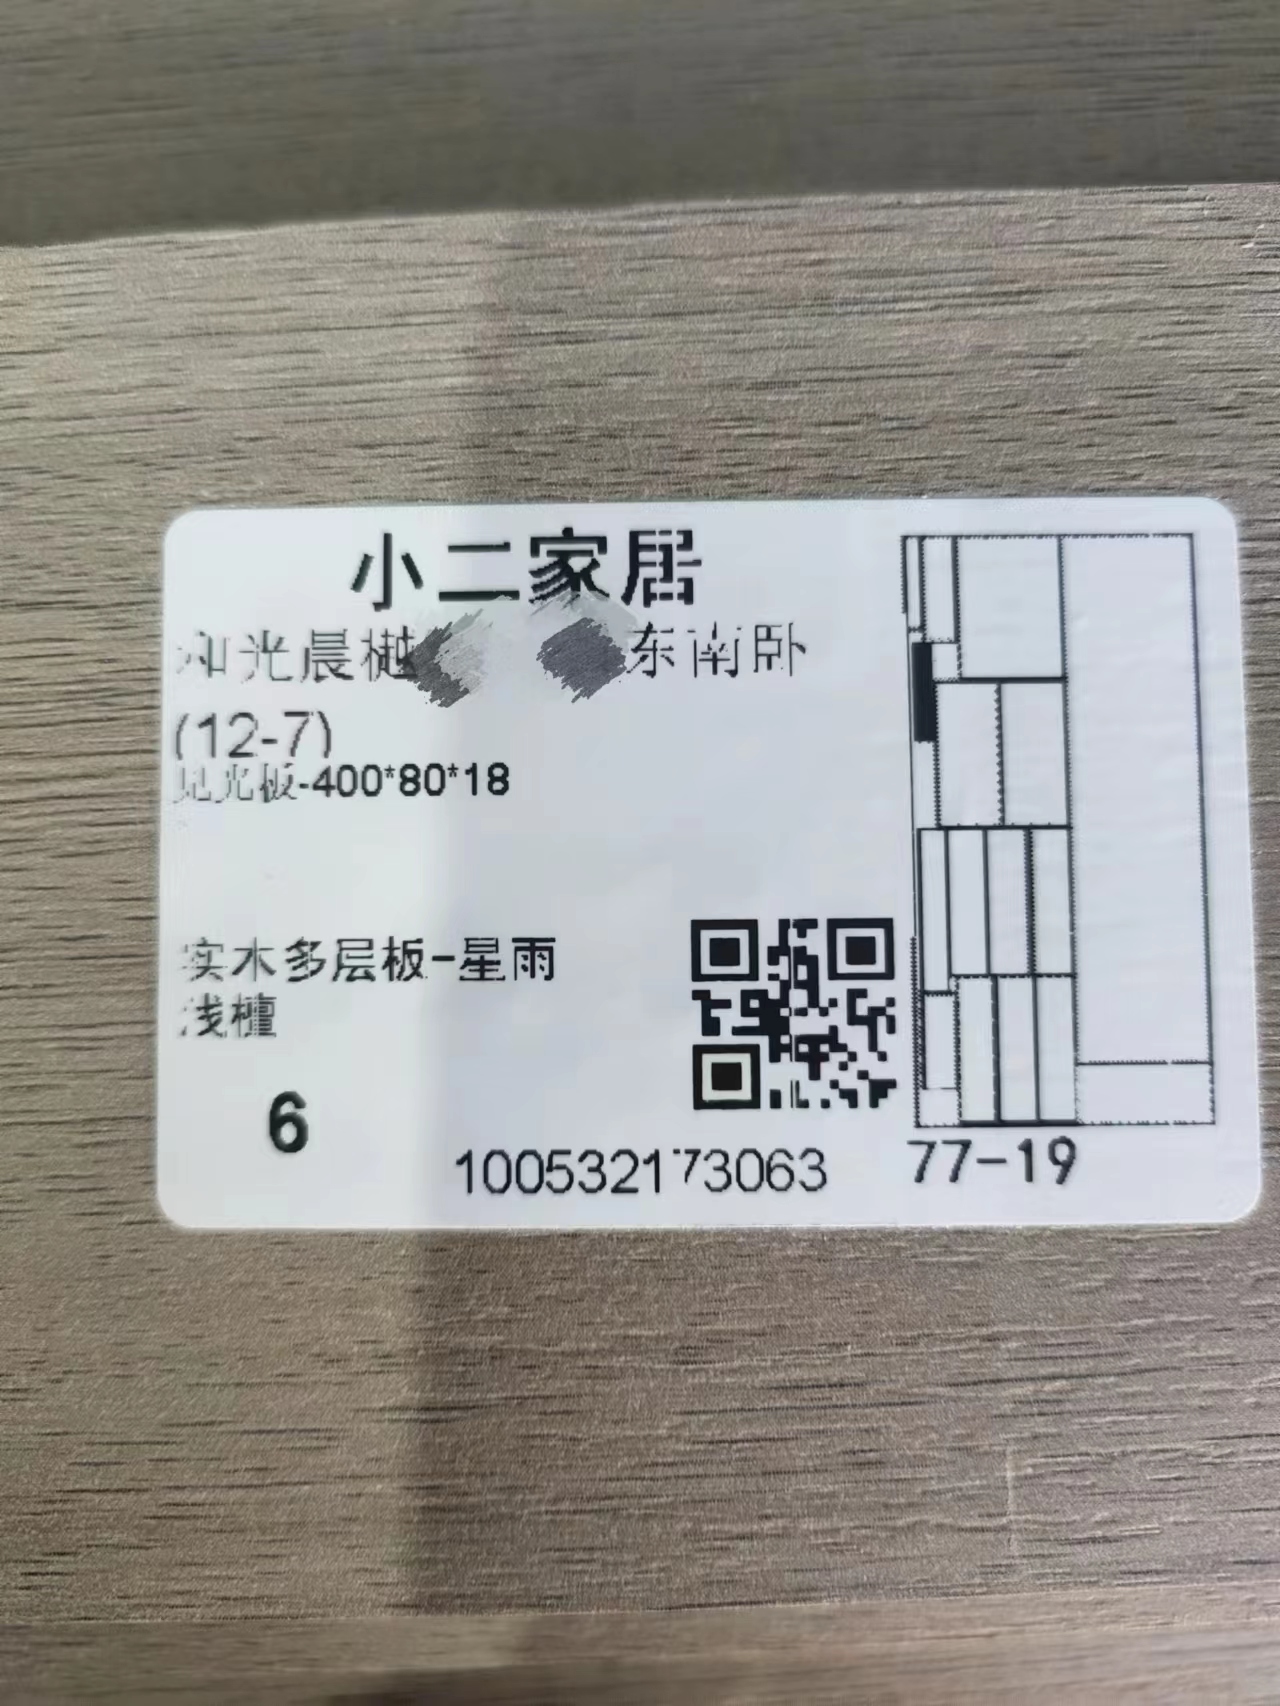 小二家居
和光晨樾 东南卧
(12-7)
见光板-400*80*18
实木多层板-星雨
浅檀
6
100532173063
77-19